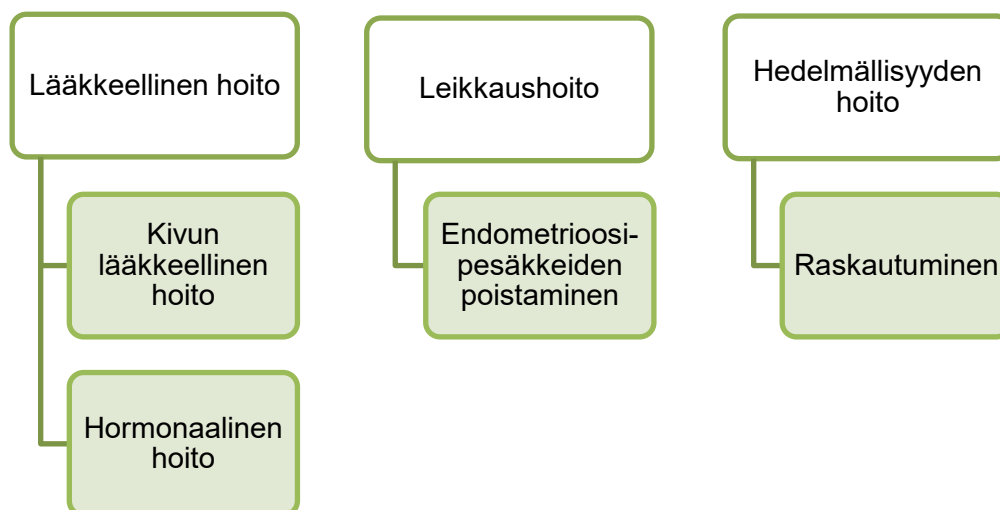 Lääkkeellinen hoito
Kivun
lääkkeellinen
hoito
Hormonaalinen
hoito
Leikkaushoito
Endometrioosi-
pesäkkeiden
poistaminen
Hedelmällisyyden
hoito
Raskautuminen